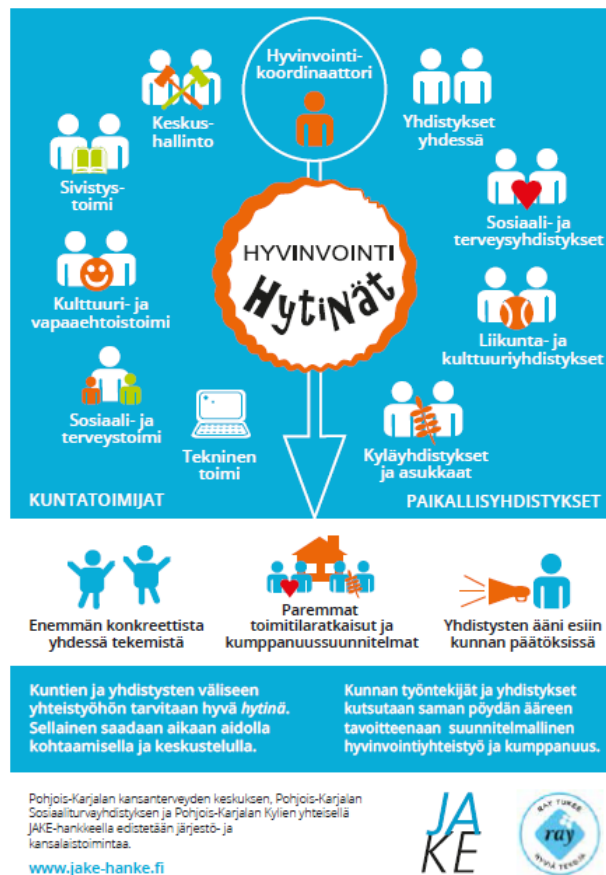 Hyvinvointi-
koordinaattori
Keskus-
hallinto
Yhdistykset
yhdessä
Sivistys-
toimi
Sosiaali- ja
terveysyhdistykset
HYVINVOINTI
HYTINÄT
Kulttuuri- ja
vapaaehtoistoimi
Liikunta- ja
kulttuuriyhdistykset
Sosiaali- ja
terveystoimi
Tekninen
toimi
Kyläyhdistykset
ja asukkaat
KUNTATOIMIJAT
PAIKALLISYHDISTYKSET
Enemmän konkreettista
yhdessä tekemistä
Paremmat
toimitilaratkaisut ja
kumppanuussuunnitelmat
Yhdistysten ääni esiin
kunnan päätöksissä
Kuntien ja yhdistysten väliseen
yhteistyöhön tarvitaan hyvä hytinä.
Sellainen saadaan aikaan aidolla
kohtaamisella ja keskustelulla.
Kunnan työntekijät ja yhdistykset
kutsutaan saman pöydän ääreen
tavoitteenaan suunnitelmallinen
hyvinvointiyhteistyö ja kumppanuus.
Pohjois-Karjalan kansanterveyden keskuksen, Pohjois-Karjalan
Sosiaaliturvayhdistyksen ja Pohjois-Karjalan Kylien yhteisellä
JAKE-hankkeella edistetään järjestö- ja
kansalaistoimintaa.
www.jake-hanke.fi
JA
KE
RAY TUKEE
ray
HYVIÄ TEKOJA